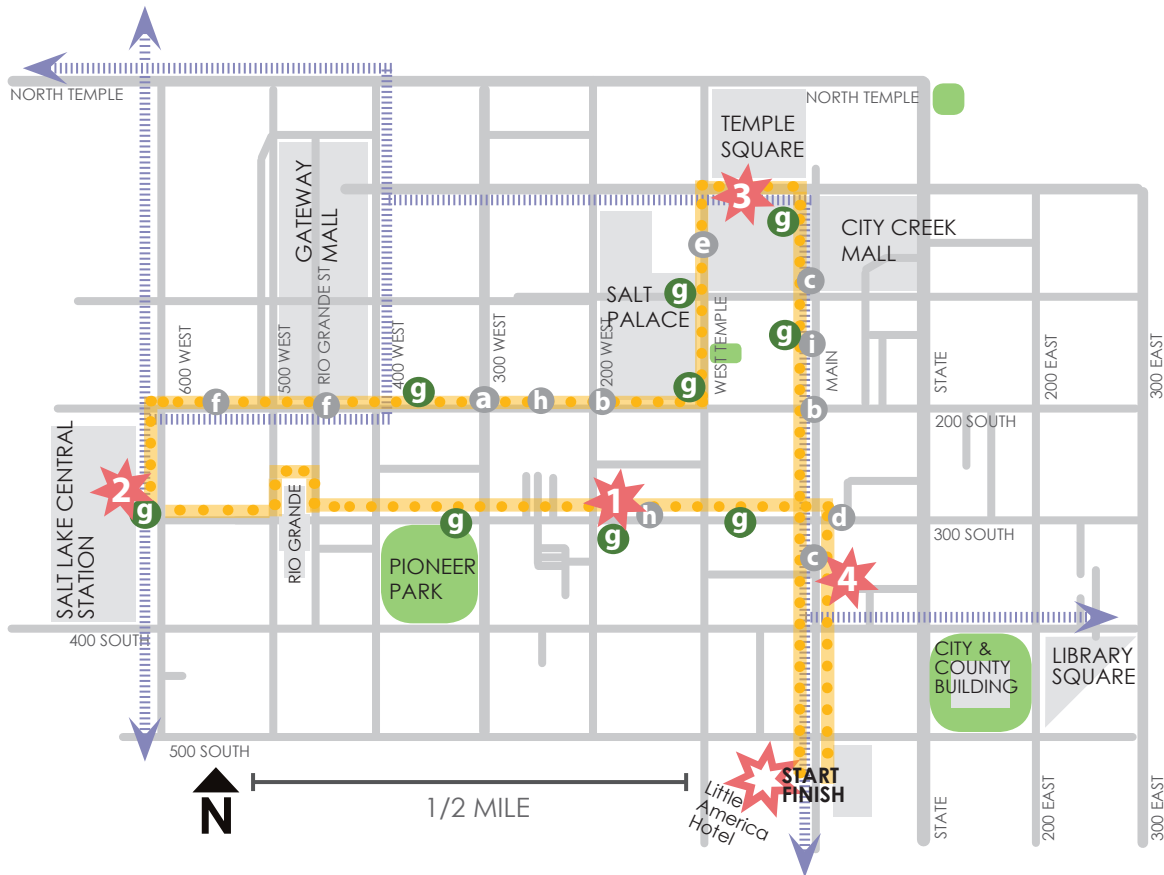 NORTH TEMPLE
NORTH TEMPLE
TEMPLE
SQUARE
3
g
GATEWAY
MALL
CITY CREEK
MALL
e
c
SALT
PALACE
g
g
i
RIO GRANDE ST
600 WEST
500 WEST
400 WEST
300 WEST
200 WEST
WEST TEMPLE
MAIN
STATE
200 EAST
300 EAST
f
f
g
a
h
b
g
b
200 SOUTH
SALT LAKE CENTRAL
STATION
2
g
RIO GRANDE
1
h
g
g
g
d
300 SOUTH
c
4
PIONEER
PARK
400 SOUTH
CITY &
COUNTY
BUILDING
LIBRARY
SQUARE
500 SOUTH
N
1/2 MILE
Little
America
Hotel
START
FINISH
STATE
200 EAST
300 EAST